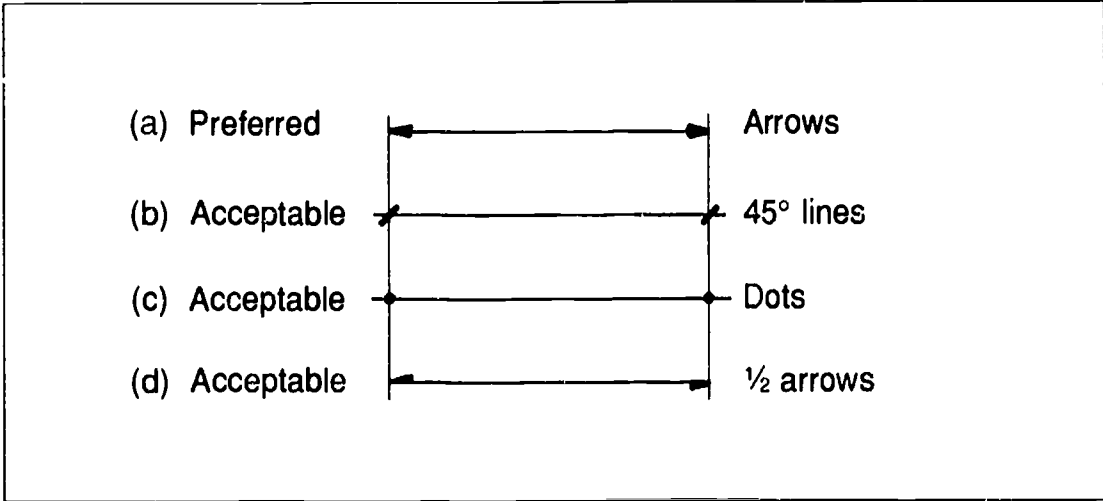 (a) Preferred Arrows
(b) Acceptable 45° lines
(c) Acceptable Dots
(d) Acceptable ½ arrows